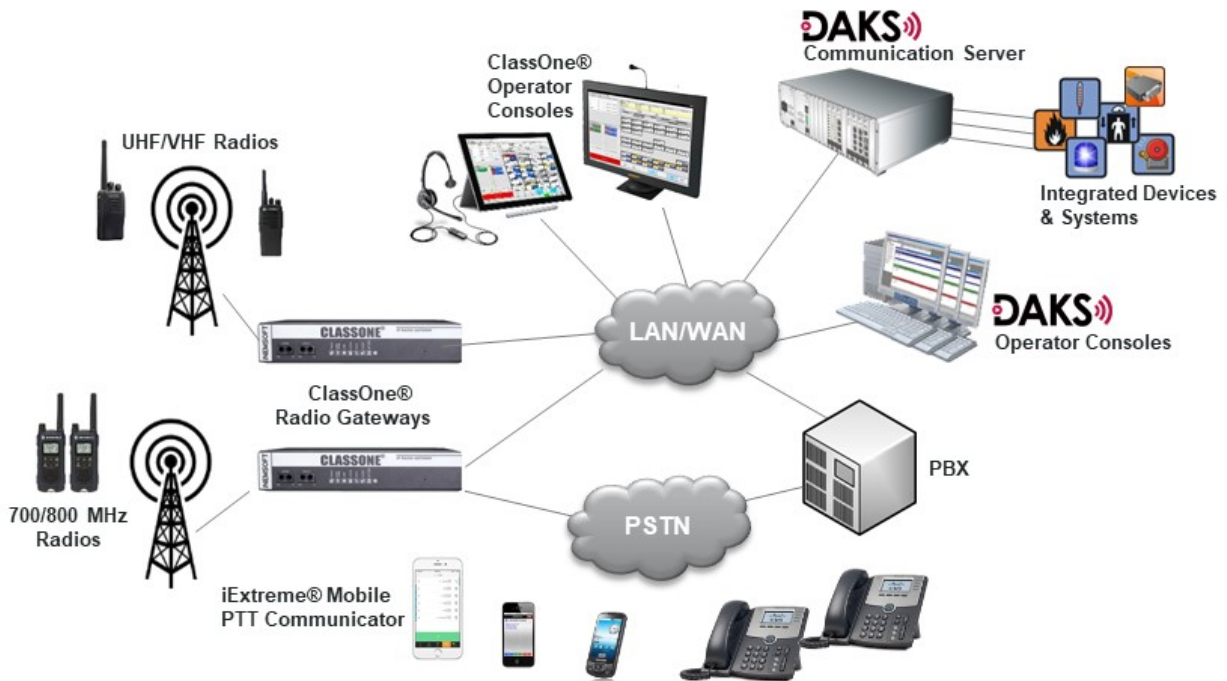 DAKS
Communication Server
ClassOne®
Operator
Consoles
UHF/VHF Radios
Integrated Devices
& Systems
CLASSONE®
LAN/WAN
DAKS
Operator Consoles
ClassOne®
Radio Gateways
CLASSONE®
PBX
700/800 MHz
Radios
PSTN
iExtreme® Mobile
PTT Communicator